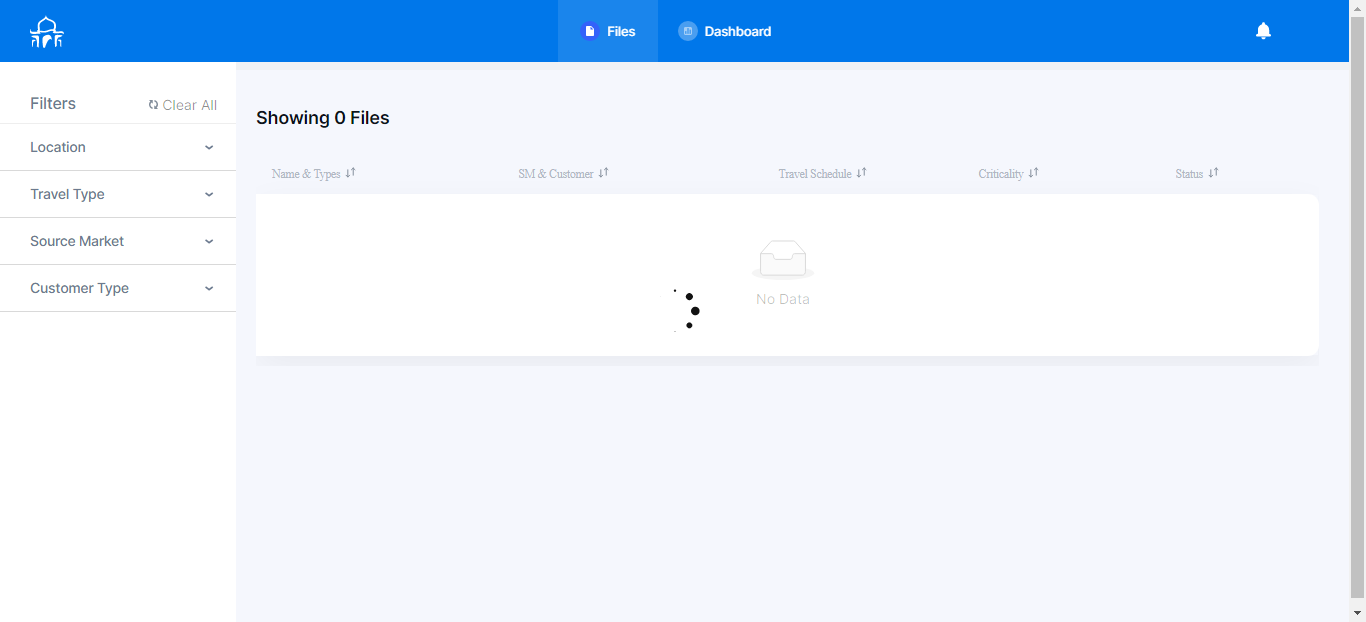 Files
Dashboard
Filters
Clear All
Location
Travel Type
Source Market
Customer Type
Showing 0 Files
Name & Types
SM & Customer
Travel Schedule
Criticality
Status
No Data